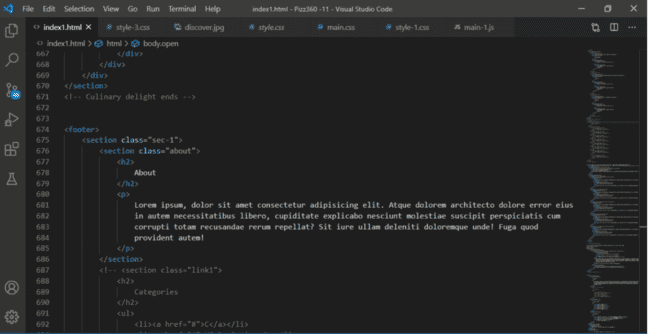 File Edit Selection View Go Run Terminal Help index1.html - Pizz360 -11 - Visual Studio Code
index1.html style-3.css discover.jpg style.css main.css style-1.css main-1.js
index1.html > html > body.open
667 </div>
668 </div>
669 </div>
670 </section>
671 <!-- Culinary delight ends -->
672
673
674 <footer>
675 <section class="sec-1">
676 <section class="about">
677 <h2>
678 About
679 </h2>
680 <p>
681 Lorem ipsum, dolor sit amet consectetur adipisicing elit. Atque dolorem architecto dolore error eius
682 in autem necessitatibus libero, cupiditate explicabo nesciunt molestiae suscipit perspiciatis cum
683 corrupti totam recusandae rerum repellat? Sit iure ullam deleniti doloremque unde! Fuga quod
684 provident autem!
685 </p>
686 </section>
687 <!-- <section class="link1">
688 <h2>
689 Categories
690 </h2>
691 <ul>
692 <li><a href="#">C</a></li>